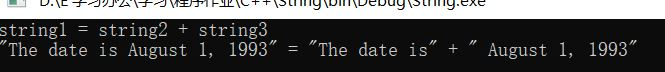 D:\E 学习办公\学习\程序作业\C++\String\bin\Debug\String.exe
string1 = string2 + string3
"The date is August 1, 1993" = "The date is" + " August 1, 1993"